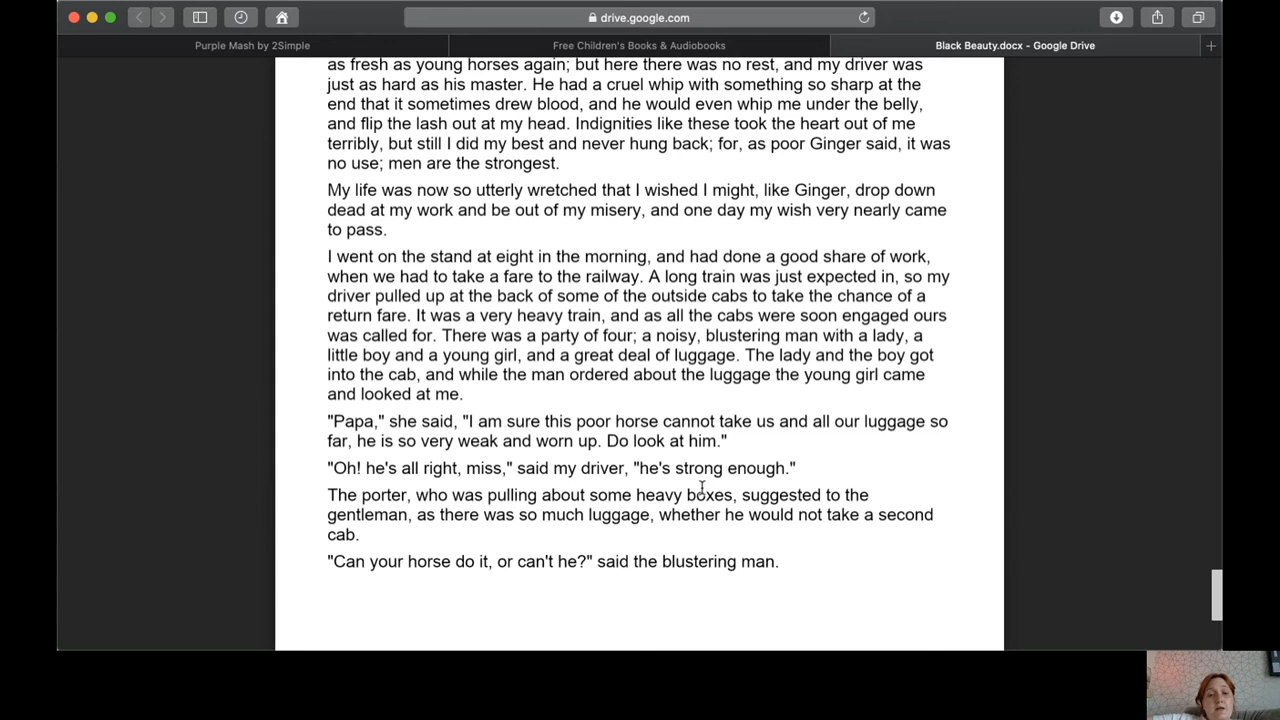 drive.google.com
Purple Mash by 2Simple
Free Children's Books & Audiobooks
Black Beauty.docx - Google Drive
as fresh as young horses again; but here there was no rest, and my driver was
just as hard as his master. He had a cruel whip with something so sharp at the
end that it sometimes drew blood, and he would even whip me under the belly,
and flip the lash out at my head. Indignities like these took the heart out of me
terribly, but still I did my best and never hung back; for, as poor Ginger said, it was
no use; men are the strongest.
My life was now so utterly wretched that I wished I might, like Ginger, drop down
dead at my work and be out of my misery, and one day my wish very nearly came
to pass.
I went on the stand at eight in the morning, and had done a good share of work,
when we had to take a fare to the railway. A long train was just expected in, so my
driver pulled up at the back of some of the outside cabs to take the chance of a
return fare. It was a very heavy train, and as all the cabs were soon engaged ours
was called for. There was a party of four; a noisy, blustering man with a lady, a
little boy and a young girl, and a great deal of luggage. The lady and the boy got
into the cab, and while the man ordered about the luggage the young girl came
and looked at me.
"Papa," she said, "I am sure this poor horse cannot take us and all our luggage so
far, he is so very weak and worn up. Do look at him."
"Oh! he's all right, miss," said my driver, "he's strong enough."
The porter, who was pulling about some heavy boxes, suggested to the
gentleman, as there was so much luggage, whether he would not take a second
cab.
"Can your horse do it, or can't he?" said the blustering man.